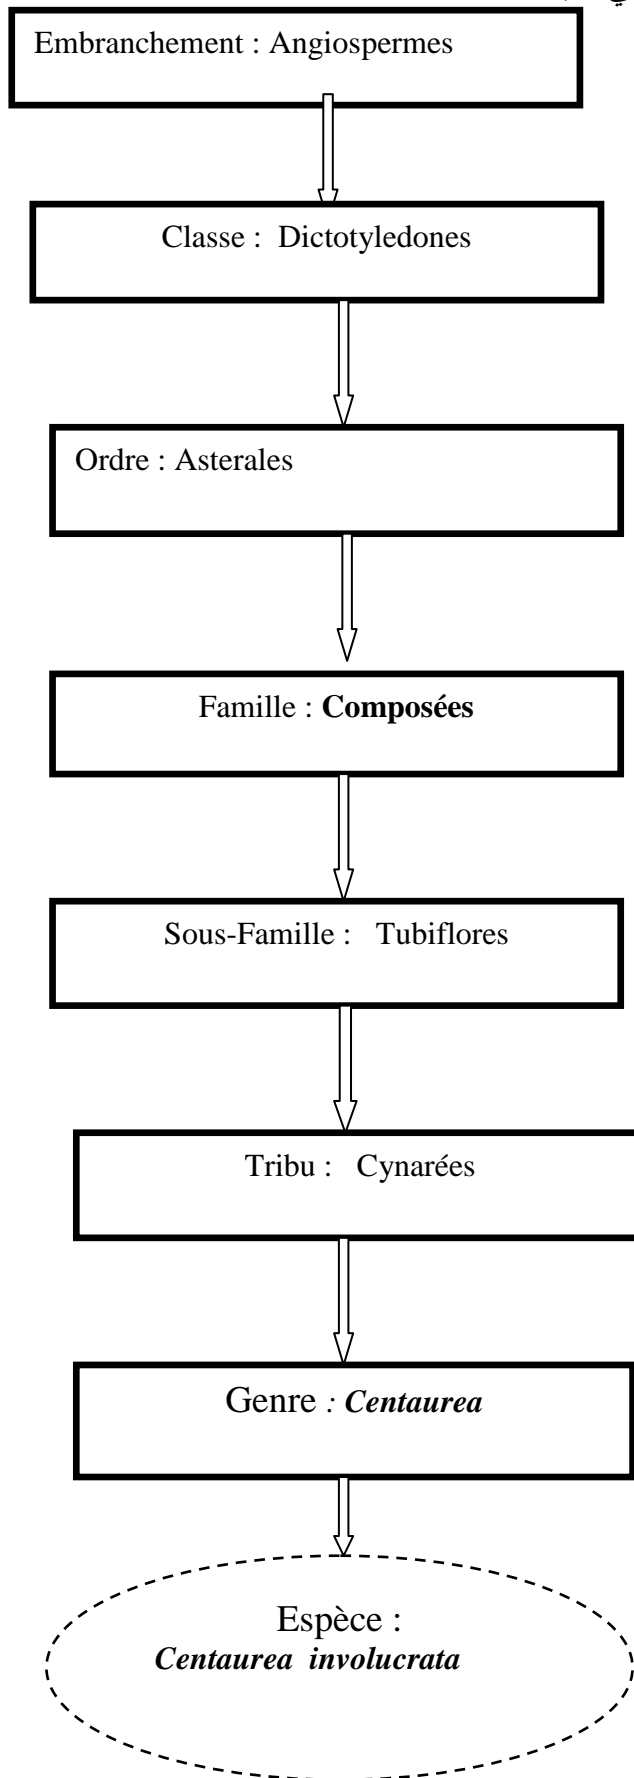 Embranchement : Angiospermes
Classe : Dictotyledones
Ordre : Asterales
Famille : Composées
Sous-Famille : Tubiflores
Tribu : Cynarées
Genre : Centaurea
Espèce :
Centaurea involucrata